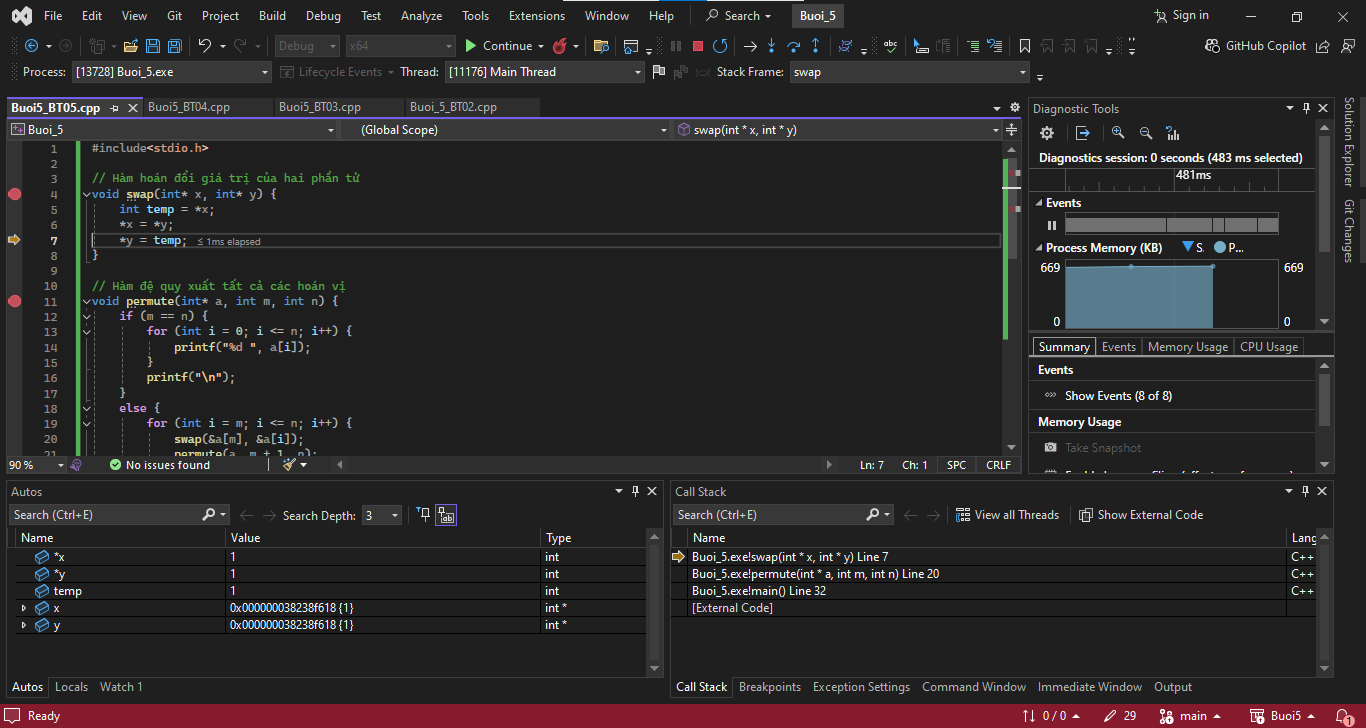 File Edit View Git Project Build Debug Test Analyze Tools Extensions Window Help Search Buoi_5 Sign in
Debug x64 Continue GitHub Copilot
Process: [13728] Buoi_5.exe Lifecycle Events Thread: [11176] Main Thread Stack Frame: swap
Buoi5_BT05.cpp Buoi5_BT04.cpp Buoi5_BT03.cpp Buoi_5_BT02.cpp
Buoi_5 (Global Scope) swap(int * x, int * y)
1 #include<stdio.h>
2
3 // Hàm hoán đổi giá trị của hai phần tử
4 void swap(int* x, int* y) {
5 int temp = *x;
6 *x = *y;
7 *y = temp; ≤ 1ms elapsed
8 }
9
10 // Hàm đệ quy xuất tất cả các hoán vị
11 void permute(int* a, int m, int n) {
12 if (m == n) {
13 for (int i = 0; i <= n; i++) {
14 printf("%d ", a[i]);
15 }
16 printf("\n");
17 }
18 else {
19 for (int i = m; i <= n; i++) {
20 swap(&a[m], &a[i]);
21 permute(a, m + 1, n);
90 % No issues found Ln: 7 Ch: 1 SPC CRLF
Diagnostic Tools
Diagnostics session: 0 seconds (483 ms selected)
481ms
Events
Process Memory (KB) S. P...
669 669
0 0
Summary Events Memory Usage CPU Usage
Events
Show Events (8 of 8)
Memory Usage
Take Snapshot
Solution Explorer
Git Changes
Autos
Search (Ctrl+E) Search Depth: 3
Name Value Type
*x 1 int
*y 1 int
temp 1 int
x 0x000000038238f618 {1} int *
y 0x000000038238f618 {1} int *
Autos Locals Watch 1
Call Stack
Search (Ctrl+E) View all Threads Show External Code
Name Lang
Buoi_5.exe!swap(int * x, int * y) Line 7 C++
Buoi_5.exe!permute(int * a, int m, int n) Line 20 C++
Buoi_5.exe!main() Line 32 C++
[External Code]
Call Stack Breakpoints Exception Settings Command Window Immediate Window Output
Ready 0 / 0 29 main Buoi5 1